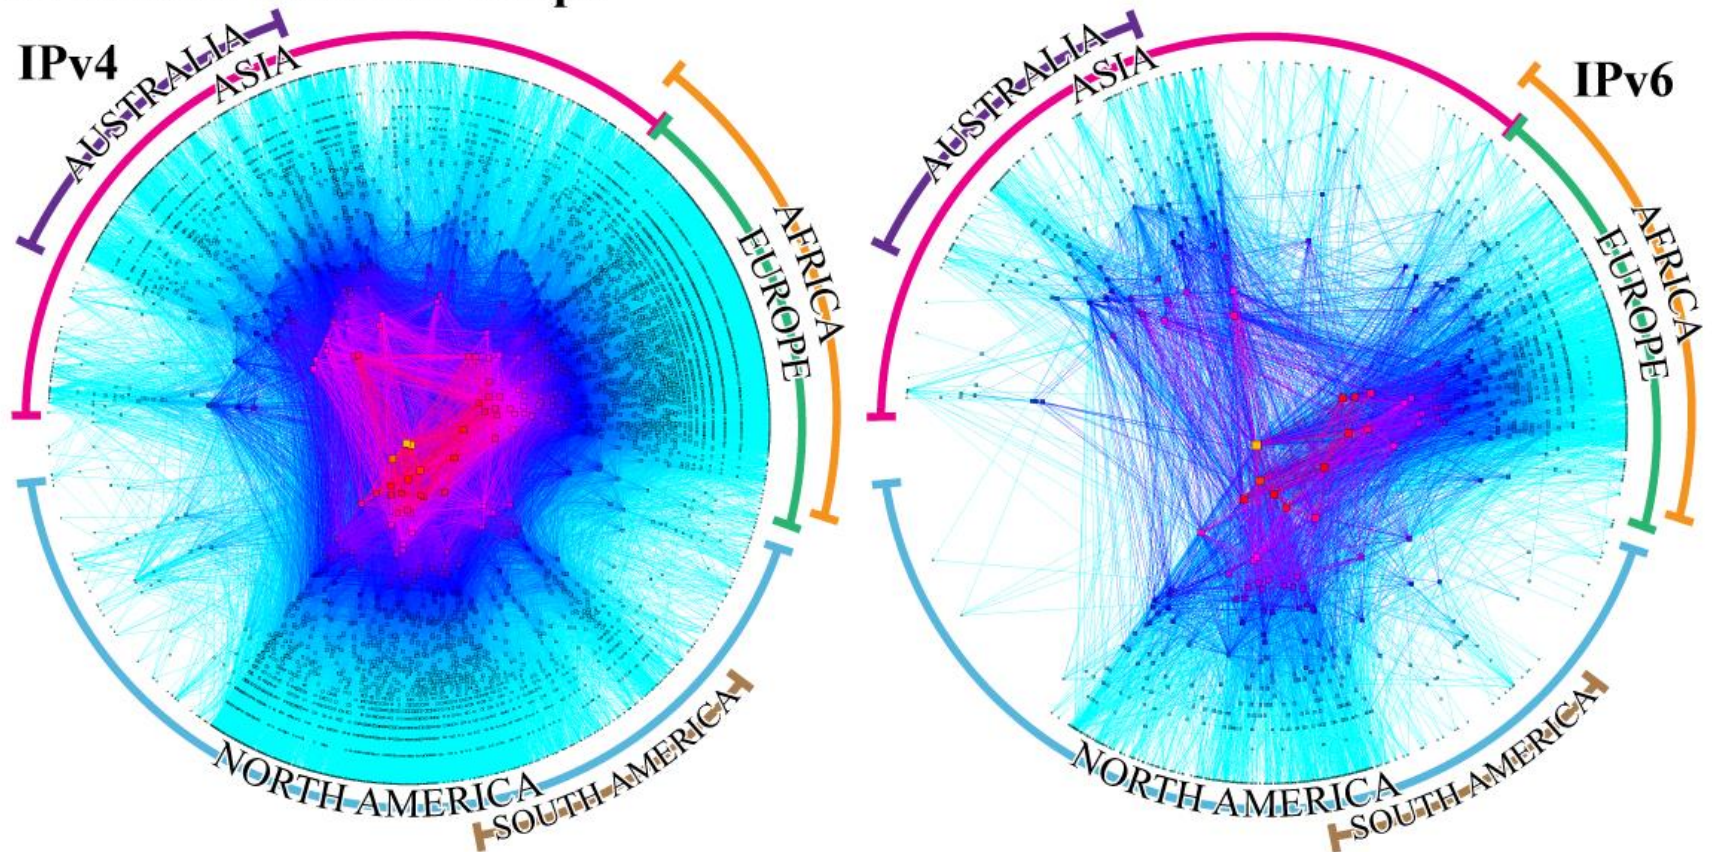 IPv4
AUSTRALIA
ASIA
AFRICA
EUROPE
NORTH AMERICA
SOUTH AMERICA
IPv6
AUSTRALIA
ASIA
AFRICA
EUROPE
NORTH AMERICA
SOUTH AMERICA